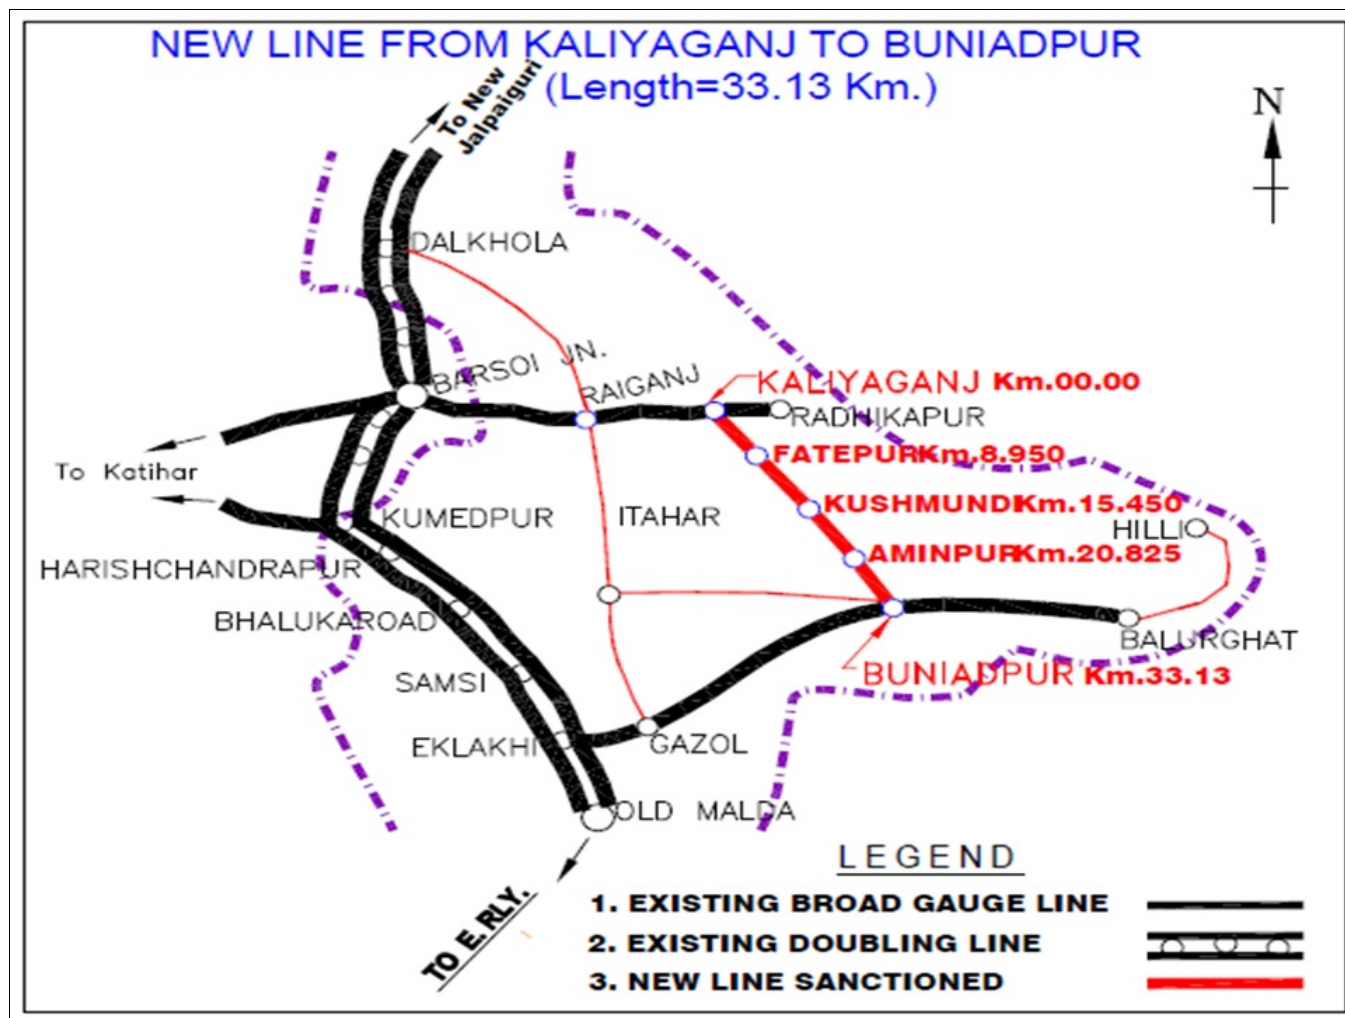 NEW LINE FROM KALIYAGANJ TO BUNIADPUR
(Length=33.13 Km.)
To New
Jalpaiguri
N
DALKHOLA
BARSOI JN.
RAIGANJ
KALIYAGANJ Km.00.00
RADHIKAPUR
To Katihar
FATEPUR Km.8.950
KUSHMUNDI Km.15.450
KUMEDPUR
ITAHAR
HILLI
HARISHCHANDRAPUR
AMINPUR Km.20.825
BHALUKAROAD
BALURGHAT
SAMSI
BUNIADPUR Km.33.13
EKLAKHI
GAZOL
OLD MALDA
TO E.RLY.
LEGEND
1. EXISTING BROAD GAUGE LINE
2. EXISTING DOUBLING LINE
3. NEW LINE SANCTIONED